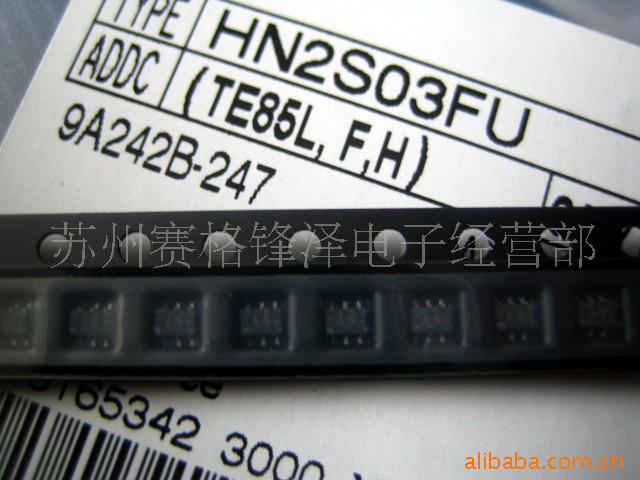 TYPE HN2S03FU
ADDC (TE85L, F,H)
9A242B-247
苏州赛格锋泽电子经营部
165342 3000
alibaba.com.cn